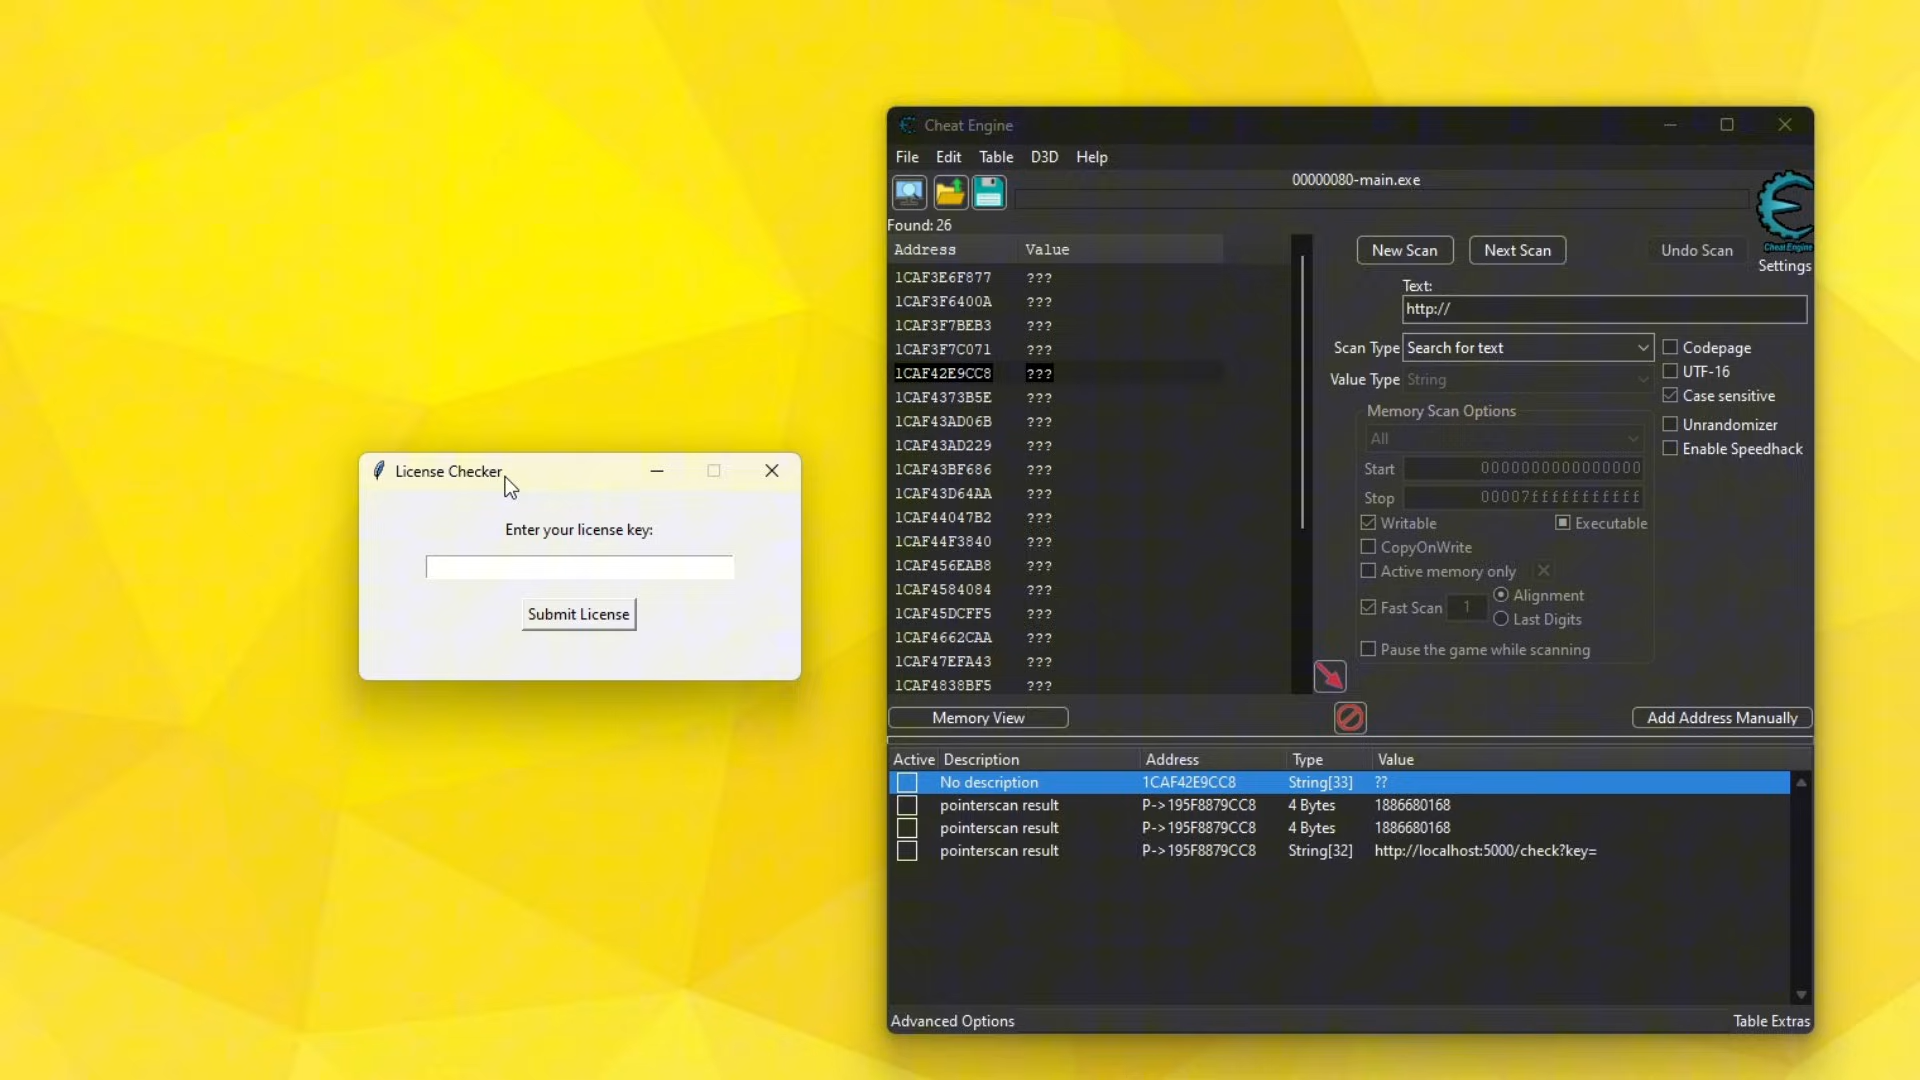 License Checker
Enter your license key:
Submit License
Cheat Engine
File Edit Table D3D Help
00000080-main.exe
Found: 26
Address Value
1CAF3E6F877 ???
1CAF3F6400A ???
1CAF3F7BEB3 ???
1CAF3F7C071 ???
1CAF42E9CC8 ???
1CAF4373B5E ???
1CAF43AD06B ???
1CAF43AD229 ???
1CAF43BF686 ???
1CAF43D64AA ???
1CAF44047B2 ???
1CAF44F3840 ???
1CAF456EAB8 ???
1CAF4584084 ???
1CAF45DCFF5 ???
1CAF4662CAA ???
1CAF47EFA43 ???
1CAF4838BF5 ???
New Scan Next Scan Undo Scan
Cheat Engine
Settings
Text:
http://
Scan Type Search for text
Value Type String
Codepage
UTF-16
Case sensitive
Unrandomizer
Enable Speedhack
Memory Scan Options
All
Start 0000000000000000
Stop 00007fffffffffff
Writable Executable
CopyOnWrite
Active memory only
Fast Scan 1 Alignment
Last Digits
Pause the game while scanning
Memory View Add Address Manually
Active Description Address Type Value
No description 1CAF42E9CC8 String[33] ??
pointerscan result P->195F8879CC8 4 Bytes 1886680168
pointerscan result P->195F8879CC8 4 Bytes 1886680168
pointerscan result P->195F8879CC8 String[32] http://localhost:5000/check?key=
Advanced Options Table Extras